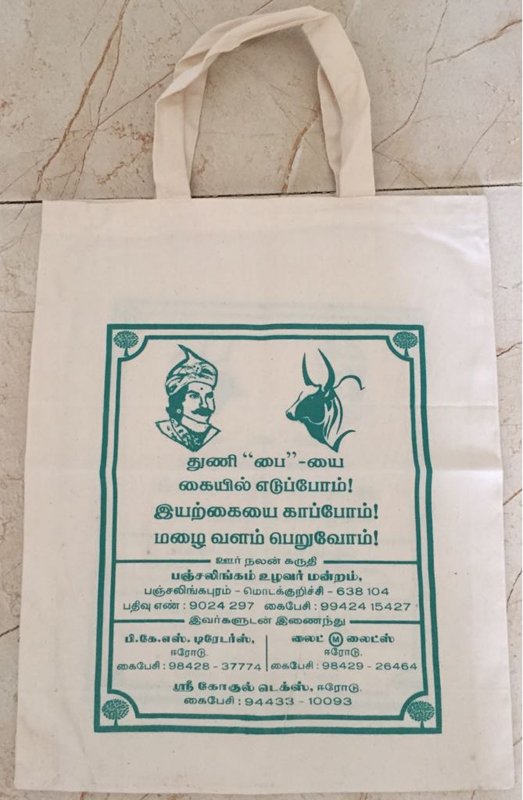 துணி “பை”-யை
கையில் எடுப்போம்!
இயற்கையை காப்போம்!
மழை வளம் பெறுவோம்!
ஊர் நலன் கருதி
பஞ்சலிங்கம் உழவர் மன்றம்,
பஞ்சலிங்கபுரம் - மொடக்குறிச்சி - 638 104
பதிவு எண் : 9024 297 கைபேசி : 99424 15427
இவர்களுடன் இணைந்து
பி.கே.எஸ். டிரேடர்ஸ்,
ஈரோடு.
கைபேசி : 98428 - 37774
லைட் M லைட்ஸ்
ஈரோடு.
கைபேசி : 98429 - 26464
ஸ்ரீ கோகுல் டெக்ஸ், ஈரோடு.
கைபேசி : 94433 - 10093